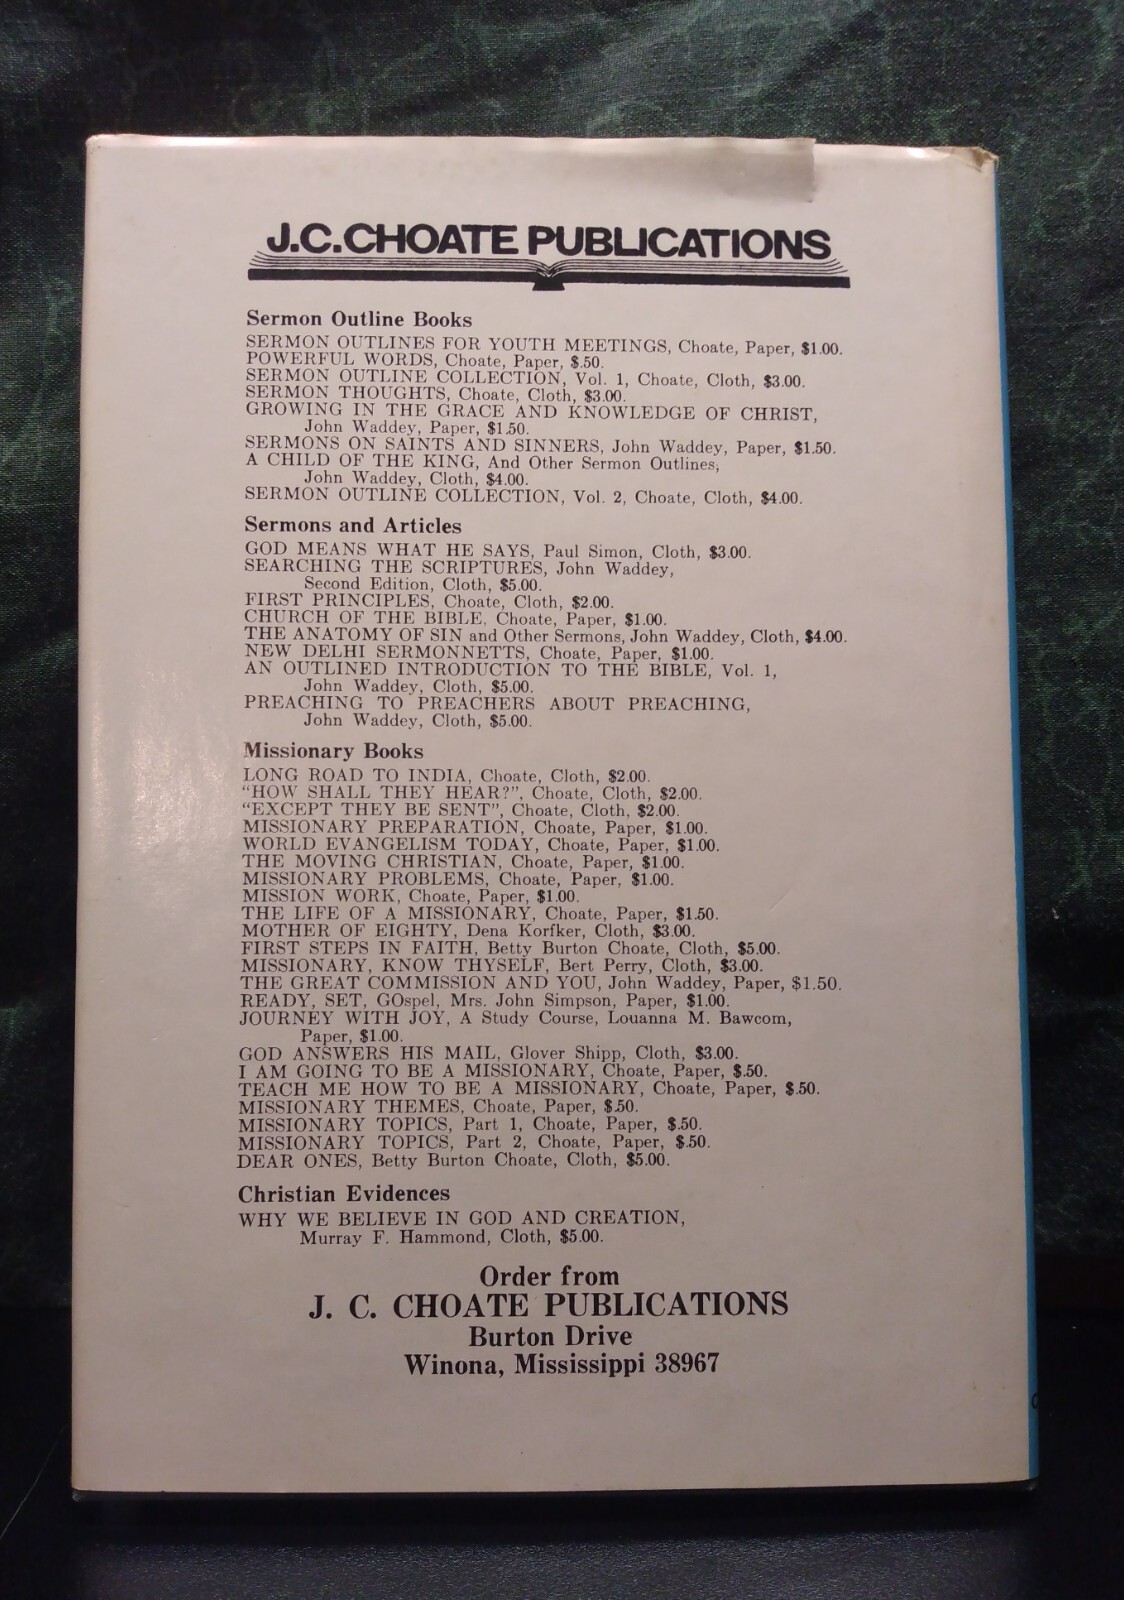 J.C.CHOATE PUBLICATIONS
Sermon Outline Books
SERMON OUTLINES FOR YOUTH MEETINGS, Choate, Paper, $1.00.
POWERFUL WORDS, Choate, Paper, $.50.
SERMON OUTLINE COLLECTION, Vol. 1, Choate, Cloth, $3.00.
SERMON THOUGHTS, Choate, Cloth, $3.00.
GROWING IN THE GRACE AND KNOWLEDGE OF CHRIST,
John Waddey, Paper, $1.50.
SERMONS ON SAINTS AND SINNERS, John Waddey, Paper, $1.50.
A CHILD OF THE KING, And Other Sermon Outlines,
John Waddey, Cloth, $4.00.
SERMON OUTLINE COLLECTION, Vol. 2, Choate, Cloth, $4.00.
Sermons and Articles
GOD MEANS WHAT HE SAYS, Paul Simon, Cloth, $3.00.
SEARCHING THE SCRIPTURES, John Waddey,
Second Edition, Cloth, $5.00.
FIRST PRINCIPLES, Choate, Cloth, $2.00.
CHURCH OF THE BIBLE, Choate, Paper, $1.00.
THE ANATOMY OF SIN and Other Sermons, John Waddey, Cloth, $4.00.
NEW DELHI SERMONNETTS, Choate, Paper, $1.00.
AN OUTLINED INTRODUCTION TO THE BIBLE, Vol. 1,
John Waddey, Cloth, $5.00.
PREACHING TO PREACHERS ABOUT PREACHING,
John Waddey, Cloth, $5.00.
Missionary Books
LONG ROAD TO INDIA, Choate, Cloth, $2.00.
“HOW SHALL THEY HEAR?”, Choate, Cloth, $2.00.
“EXCEPT THEY BE SENT”, Choate, Cloth, $2.00.
MISSIONARY PREPARATION, Choate, Paper, $1.00.
WORLD EVANGELISM TODAY, Choate, Paper, $1.00.
THE MOVING CHRISTIAN, Choate, Paper, $1.00.
MISSIONARY PROBLEMS, Choate, Paper, $1.00.
MISSION WORK, Choate, Paper, $1.00.
THE LIFE OF A MISSIONARY, Choate, Paper, $1.50.
MOTHER OF EIGHTY, Dena Korfker, Cloth, $3.00.
FIRST STEPS IN FAITH, Betty Burton Choate, Cloth, $5.00.
MISSIONARY, KNOW THYSELF, Bert Perry, Cloth, $3.00.
THE GREAT COMMISSION AND YOU, John Waddey, Paper, $1.50.
READY, SET, GOspel, Mrs. John Simpson, Paper, $1.00.
JOURNEY WITH JOY, A Study Course, Louanna M. Bawcom,
Paper, $1.00.
GOD ANSWERS HIS MAIL, Glover Shipp, Cloth, $3.00.
I AM GOING TO BE A MISSIONARY, Choate, Paper, $.50.
TEACH ME HOW TO BE A MISSIONARY, Choate, Paper, $.50.
MISSIONARY THEMES, Choate, Paper, $.50.
MISSIONARY TOPICS, Part 1, Choate, Paper, $.50.
MISSIONARY TOPICS, Part 2, Choate, Paper, $.50.
DEAR ONES, Betty Burton Choate, Cloth, $5.00.
Christian Evidences
WHY WE BELIEVE IN GOD AND CREATION,
Murray F. Hammond, Cloth, $5.00.
Order from
J. C. CHOATE PUBLICATIONS
Burton Drive
Winona, Mississippi 38967